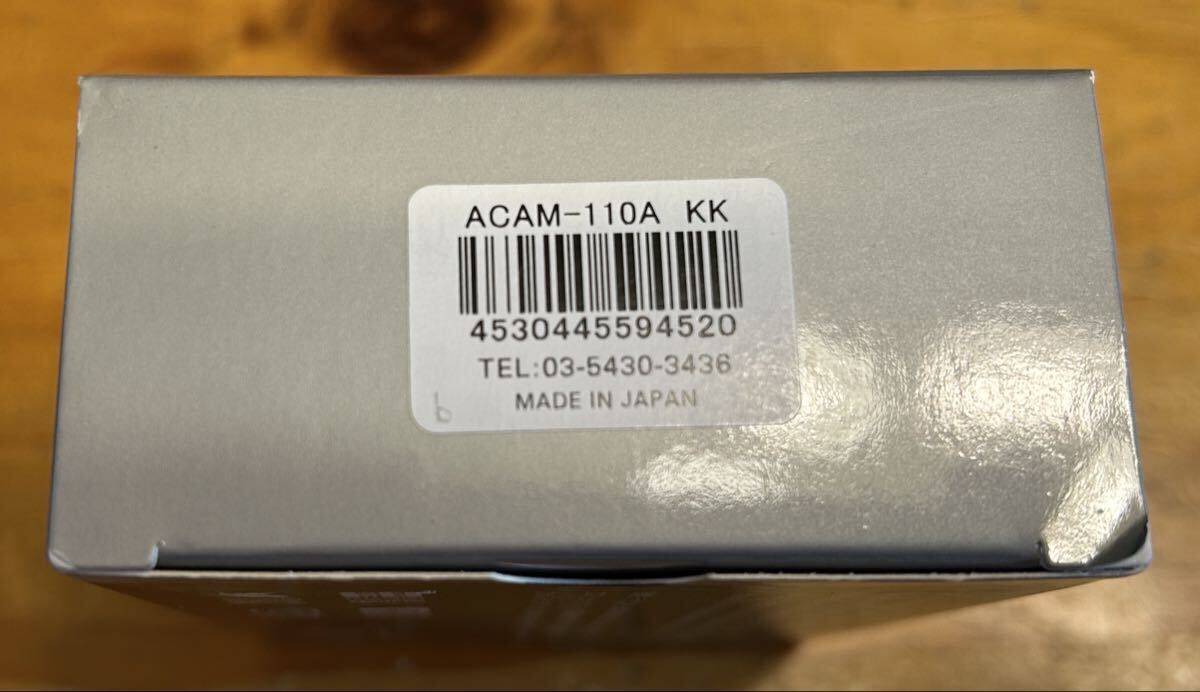 ACAM-110A KK
4530445594520
TEL:03-5430-3436
MADE IN JAPAN